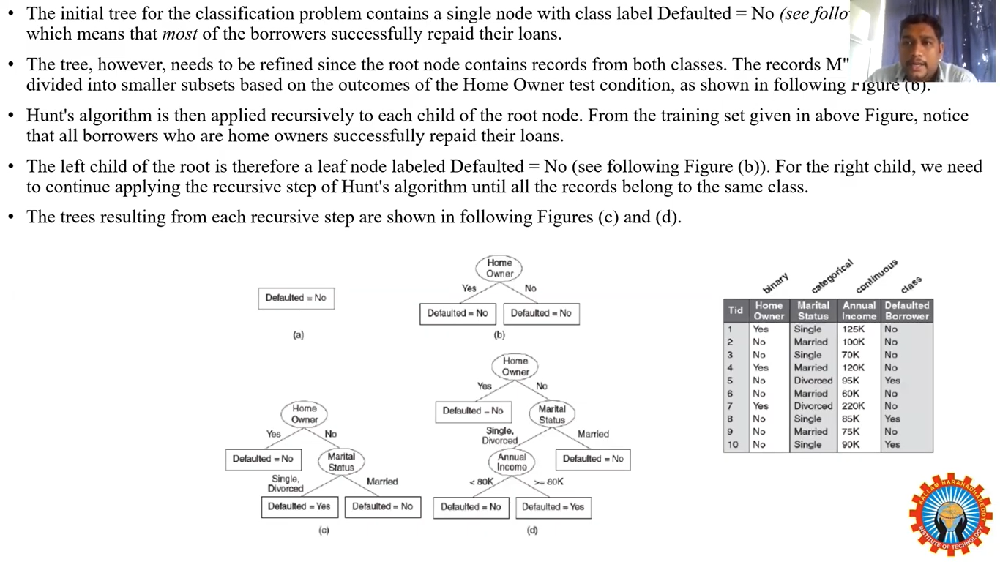 • The initial tree for the classification problem contains a single node with class label Defaulted = No (see follo
which means that most of the borrowers successfully repaid their loans.
• The tree, however, needs to be refined since the root node contains records from both classes. The records
divided into smaller subsets based on the outcomes of the Home Owner test condition, as shown in following Figure (b).
• Hunt's algorithm is then applied recursively to each child of the root node. From the training set given in above Figure, notice
that all borrowers who are home owners successfully repaid their loans.
• The left child of the root is therefore a leaf node labeled Defaulted = No (see following Figure (b)). For the right child, we need
to continue applying the recursive step of Hunt's algorithm until all the records belong to the same class.
• The trees resulting from each recursive step are shown in following Figures (c) and (d).
Defaulted = No
(a)
Home
Owner
Yes No
Defaulted = No Defaulted = No
(b)
Home
Owner
Yes No
Defaulted = No Marital
Status
Single,
Divorced Married
Defaulted = Yes Defaulted = No
(c)
Home
Owner
Yes No
Defaulted = No Marital
Status
Single,
Divorced Married
Annual
Income Defaulted = No
< 80K >= 80K
Defaulted = No Defaulted = Yes
(d)
binary categorical continuous class
Tid Home Owner Marital Status Annual Income Defaulted Borrower
1 Yes Single 125K No
2 No Married 100K No
3 No Single 70K No
4 Yes Married 120K No
5 No Divorced 95K Yes
6 No Married 60K No
7 Yes Divorced 220K No
8 No Single 85K Yes
9 No Married 75K No
10 No Single 90K Yes
KALLAM HARANADHAREDDY
INSTITUTE OF TECHNOLOGY